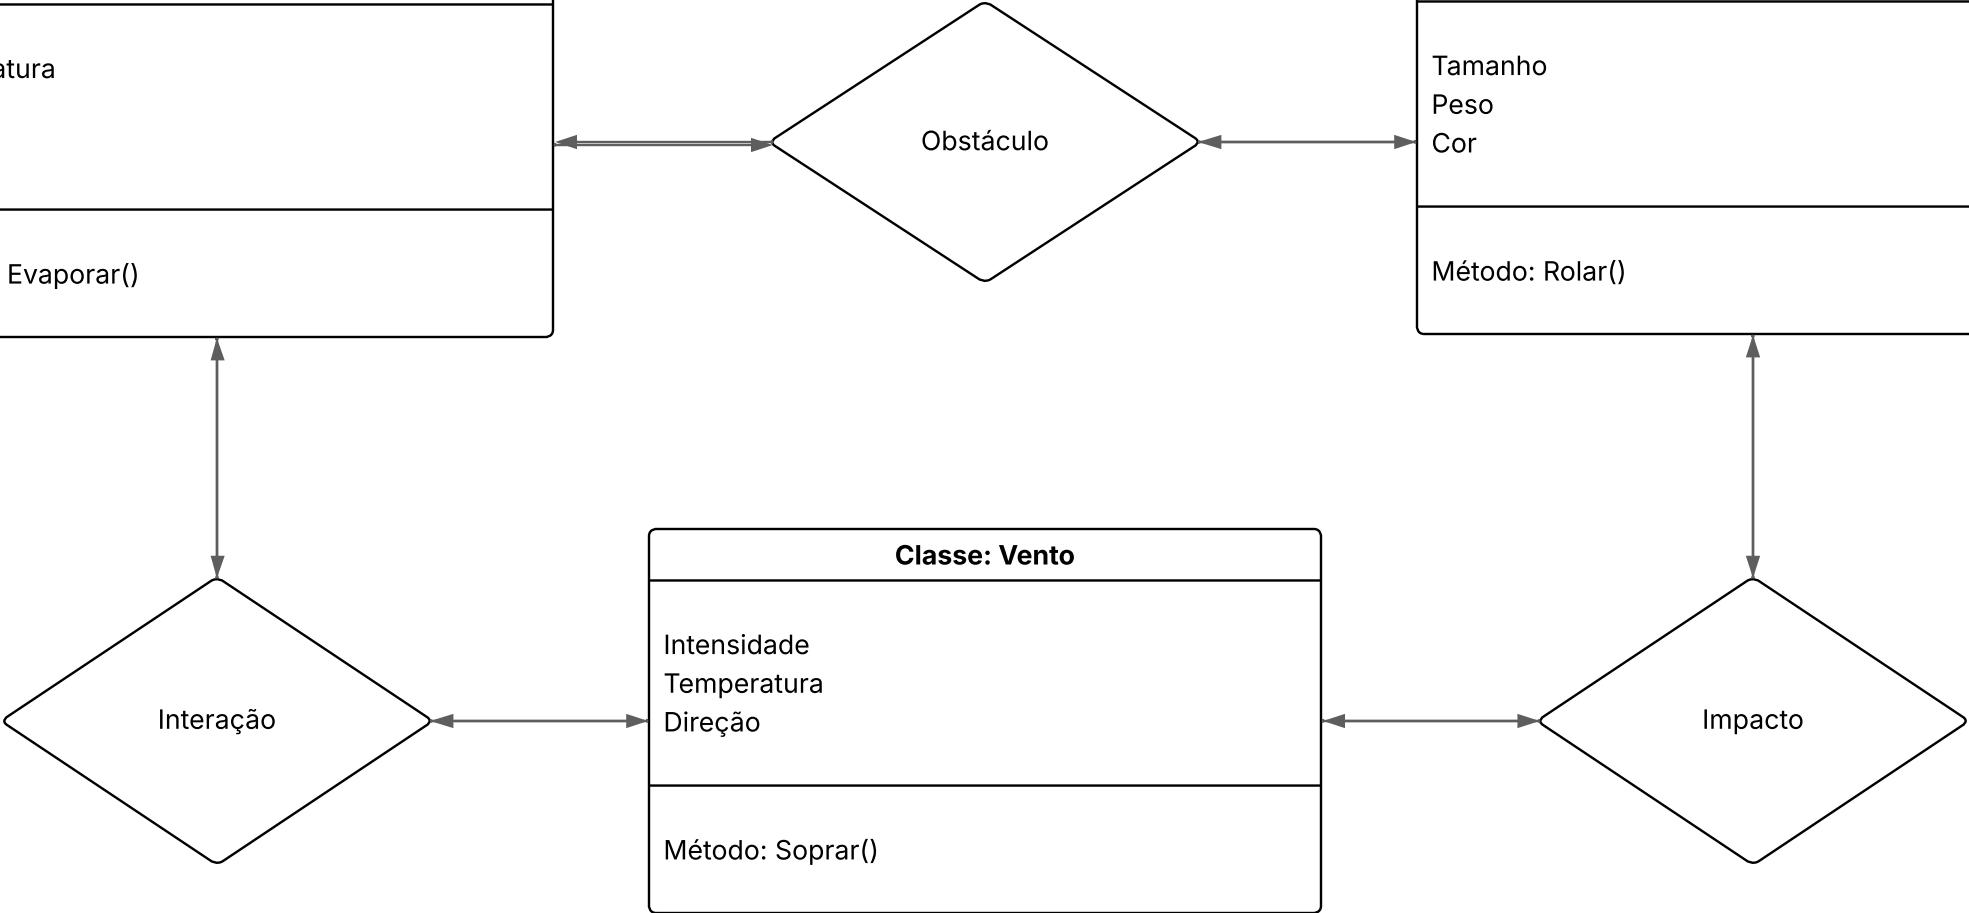 atura
Evaporar()
Obstáculo
Tamanho
Peso
Cor
Método: Rolar()
Interação
Classe: Vento
Intensidade
Temperatura
Direção
Método: Soprar()
Impacto